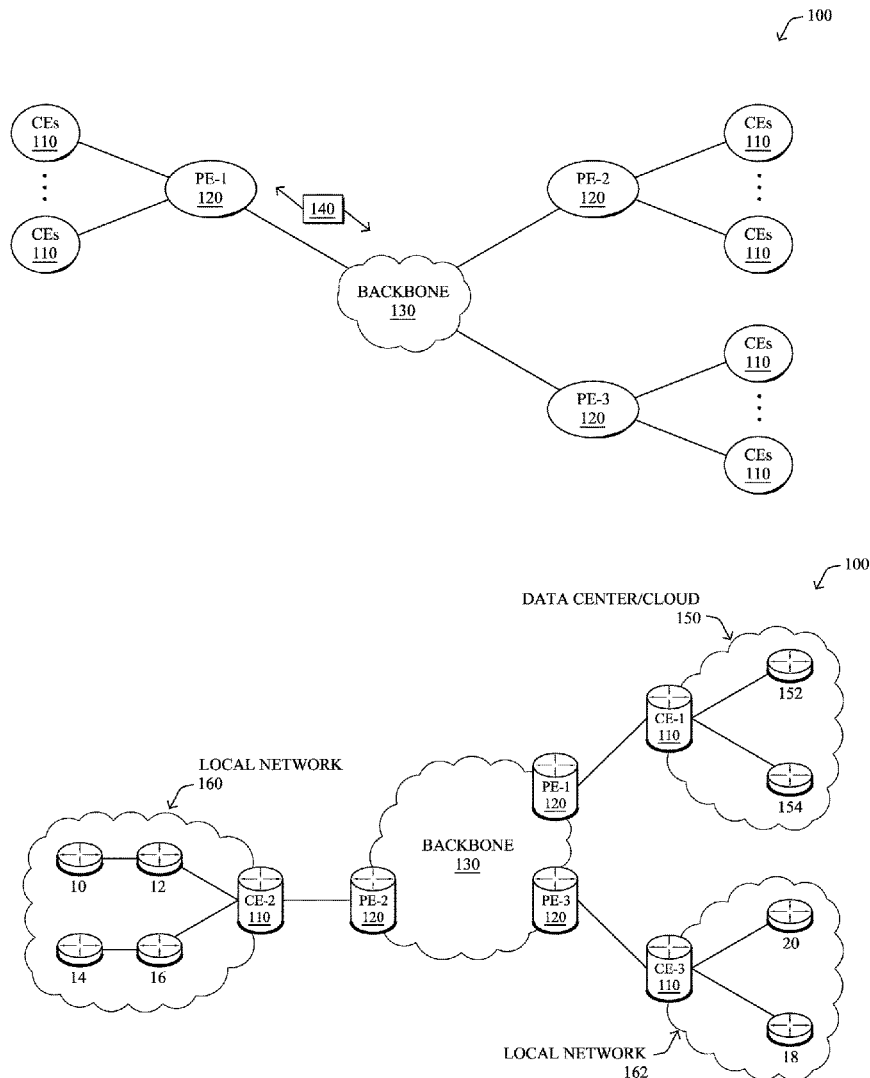 100
CEs
110
CEs
110
PE-1
120
140
BACKBONE
130
PE-2
120
CEs
110
CEs
110
PE-3
120
CEs
110
CEs
110
100
DATA CENTER/CLOUD
150
152
CE-1
110
154
LOCAL NETWORK
160
10
12
14
16
CE-2
110
PE-2
120
BACKBONE
130
PE-1
120
PE-3
120
CE-3
110
20
18
LOCAL NETWORK
162